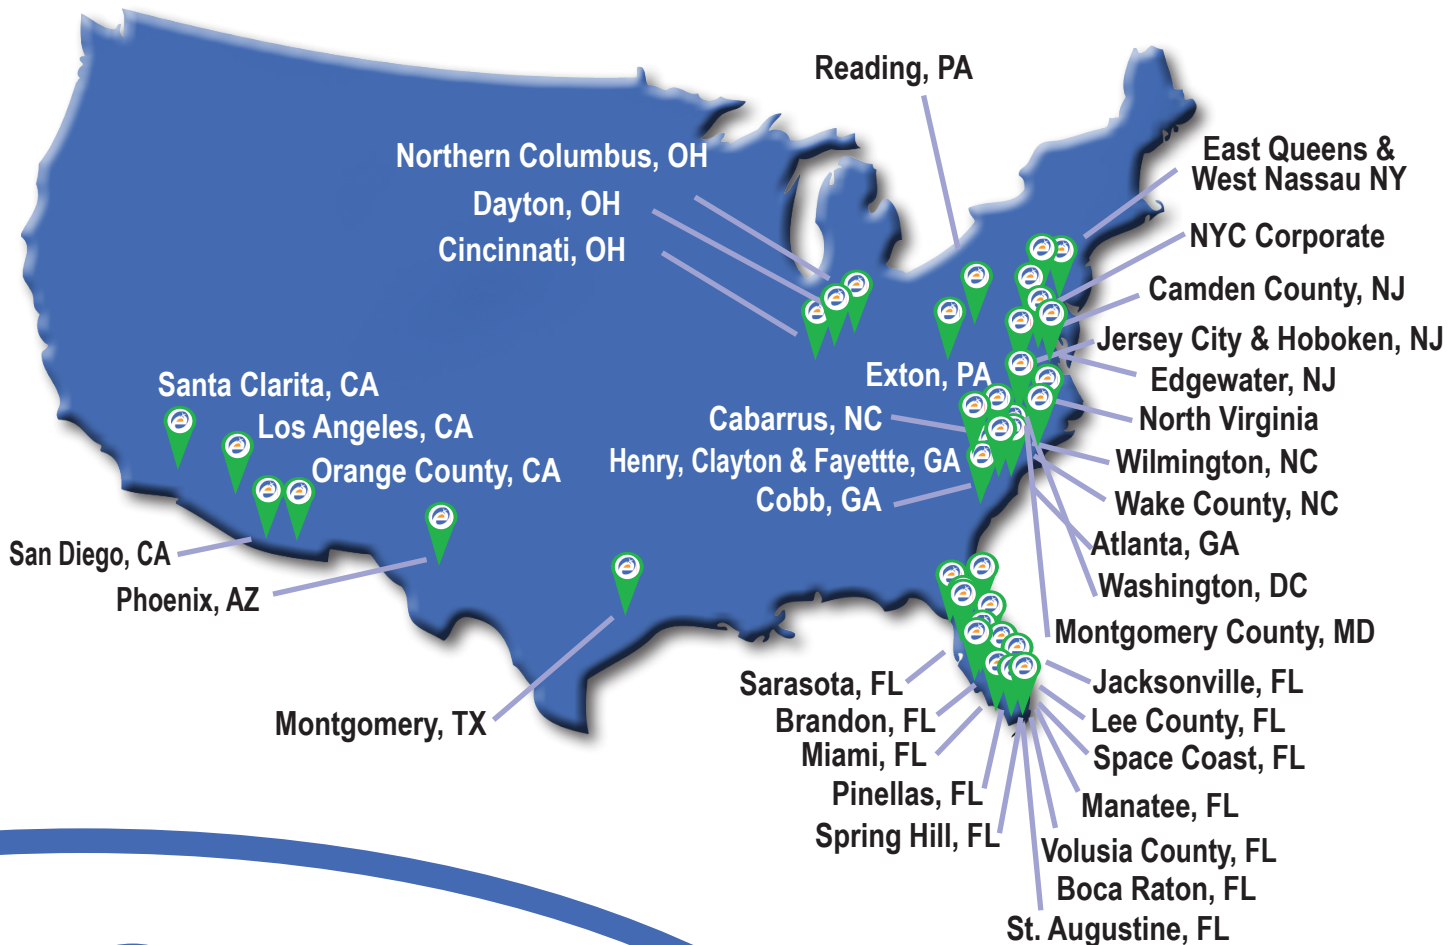 Reading, PA
East Queens &
West Nassau NY
Northern Columbus, OH
Dayton, OH
Cincinnati, OH
NYC Corporate
Camden County, NJ
Jersey City & Hoboken, NJ
Exton, PA
Edgewater, NJ
Santa Clarita, CA
Los Angeles, CA
Orange County, CA
Cabarrus, NC
North Virginia
Henry, Clayton & Fayettte, GA
Wilmington, NC
Cobb, GA
Wake County, NC
San Diego, CA
Atlanta, GA
Phoenix, AZ
Washington, DC
Montgomery County, MD
Sarasota, FL
Jacksonville, FL
Montgomery, TX
Brandon, FL
Lee County, FL
Miami, FL
Space Coast, FL
Pinellas, FL
Manatee, FL
Spring Hill, FL
Volusia County, FL
Boca Raton, FL
St. Augustine, FL